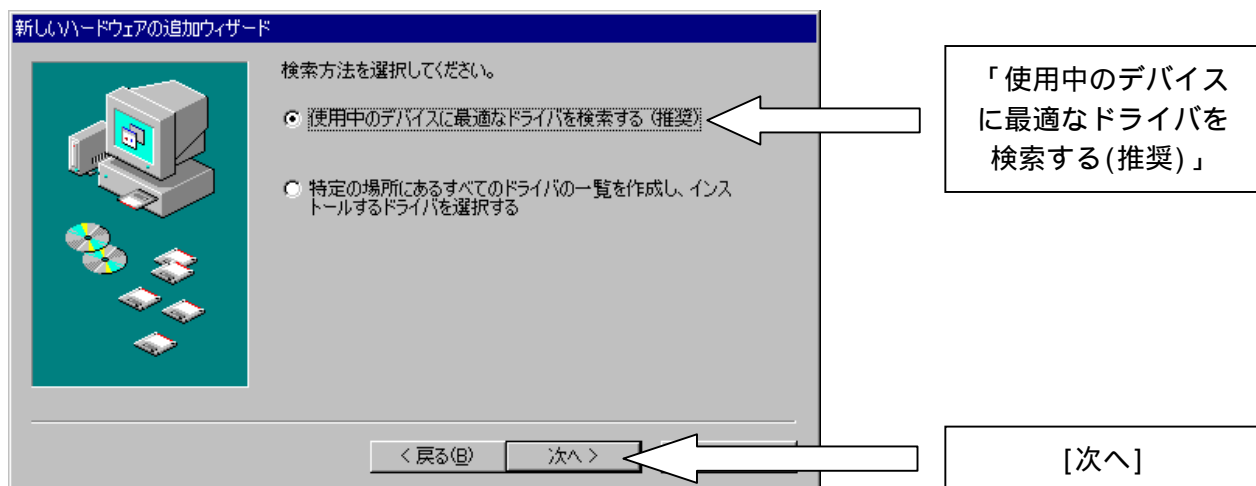 新しいハードウェアの追加ウィザード
検索方法を選択してください。
使用中のデバイスに最適なドライバを検索する (推奨)
特定の場所にあるすべてのドライバの一覧を作成し、インス
トールするドライバを選択する
< 戻る(B)
次へ >
「使用中のデバイス
に最適なドライバを
検索する(推奨)」
[次へ]